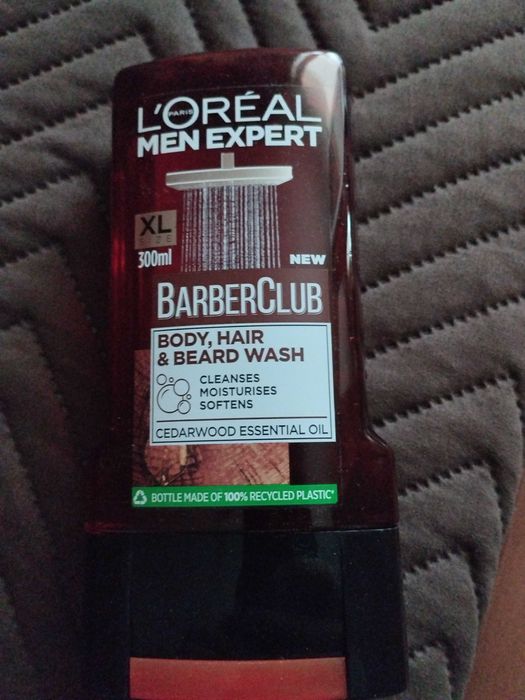 L'ORÉAL
PARIS
MEN EXPERT
XL
SIZE
300ml
NEW
BARBERCLUB
BODY, HAIR
& BEARD WASH
CLEANSES
MOISTURISES
SOFTENS
CEDARWOOD ESSENTIAL OIL
BOTTLE MADE OF 100% RECYCLED PLASTIC*